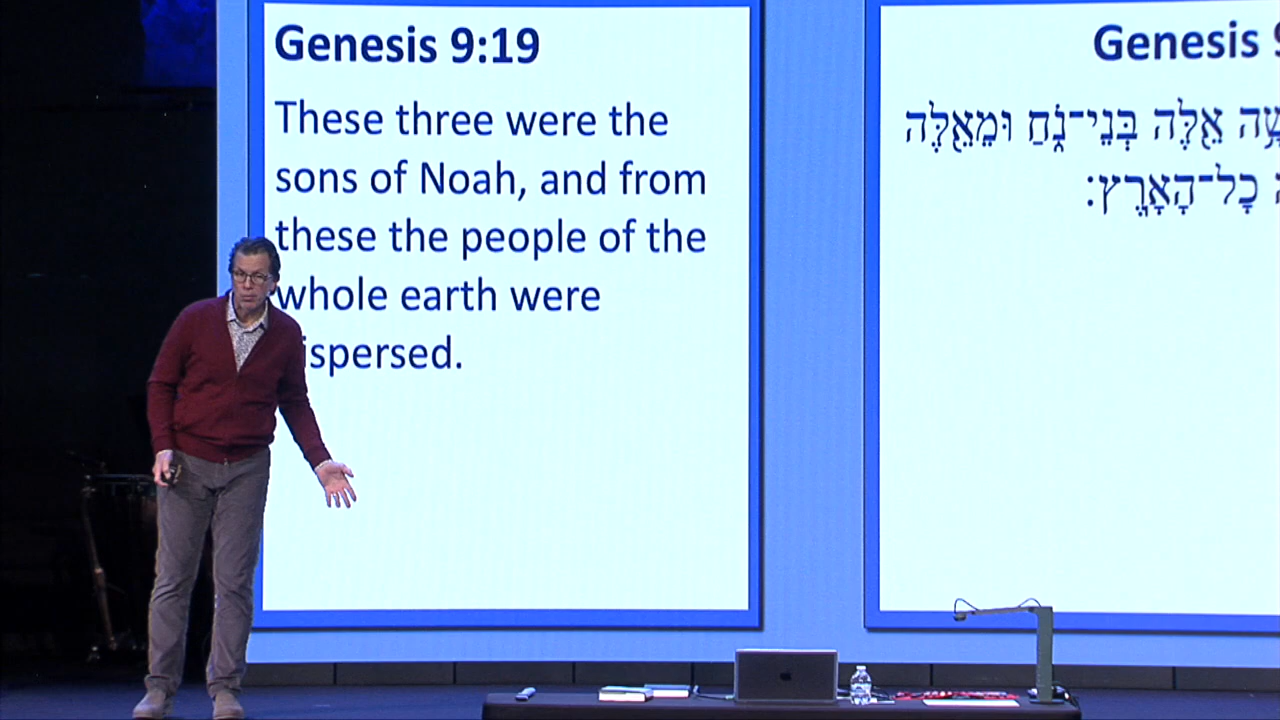 Genesis 9:19
These three were the
sons of Noah, and from
these the people of the
whole earth were
ispersed.
Genesis
אֵ֖לֶּה בְּנֵי־נֹ֑חַ וּמֵאֵ֖לֶּה
כָל־הָאָֽרֶץ׃